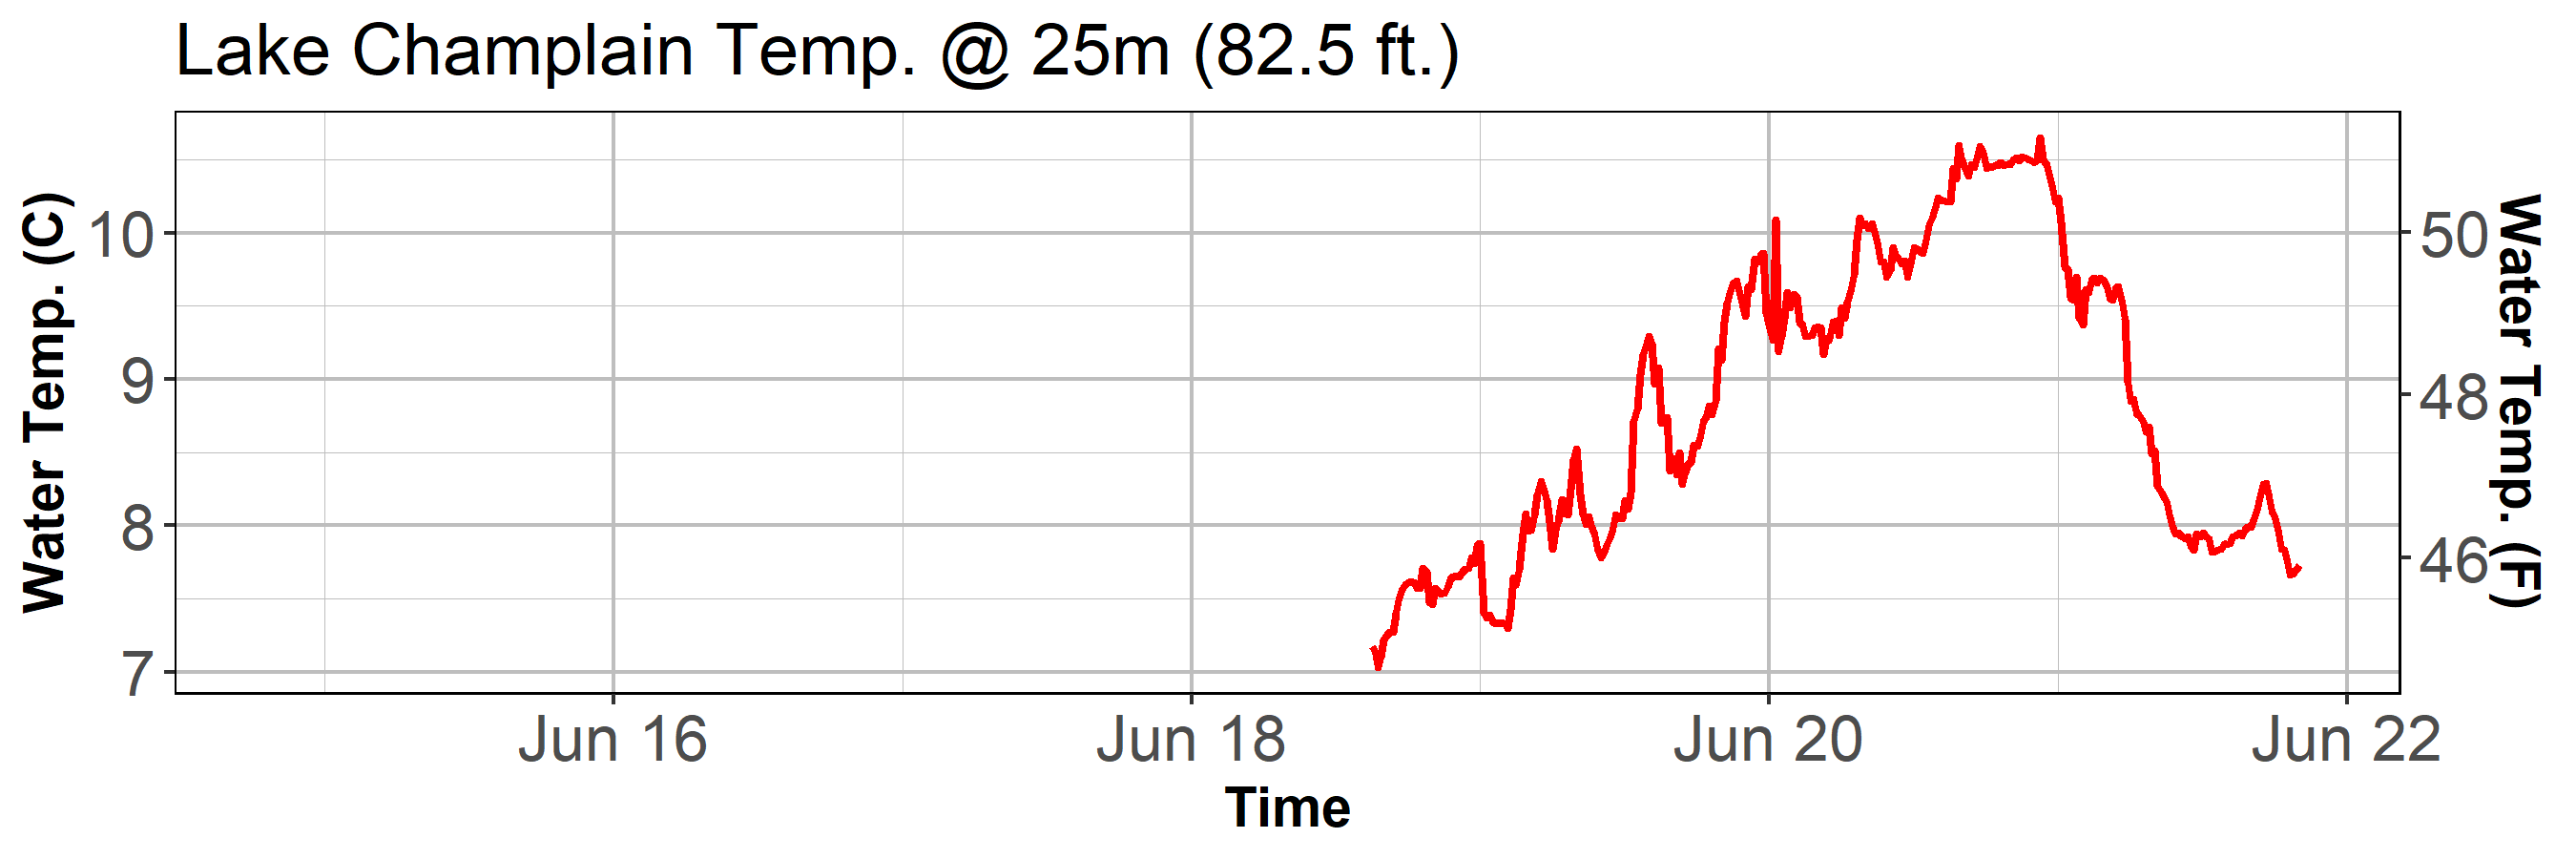 Lake Champlain Temp. @ 25m (82.5 ft.)
Water Temp. (C)
10
9
8
7
50
48
46
Water Temp. (F)
Jun 16 Jun 18 Jun 20 Jun 22
Time